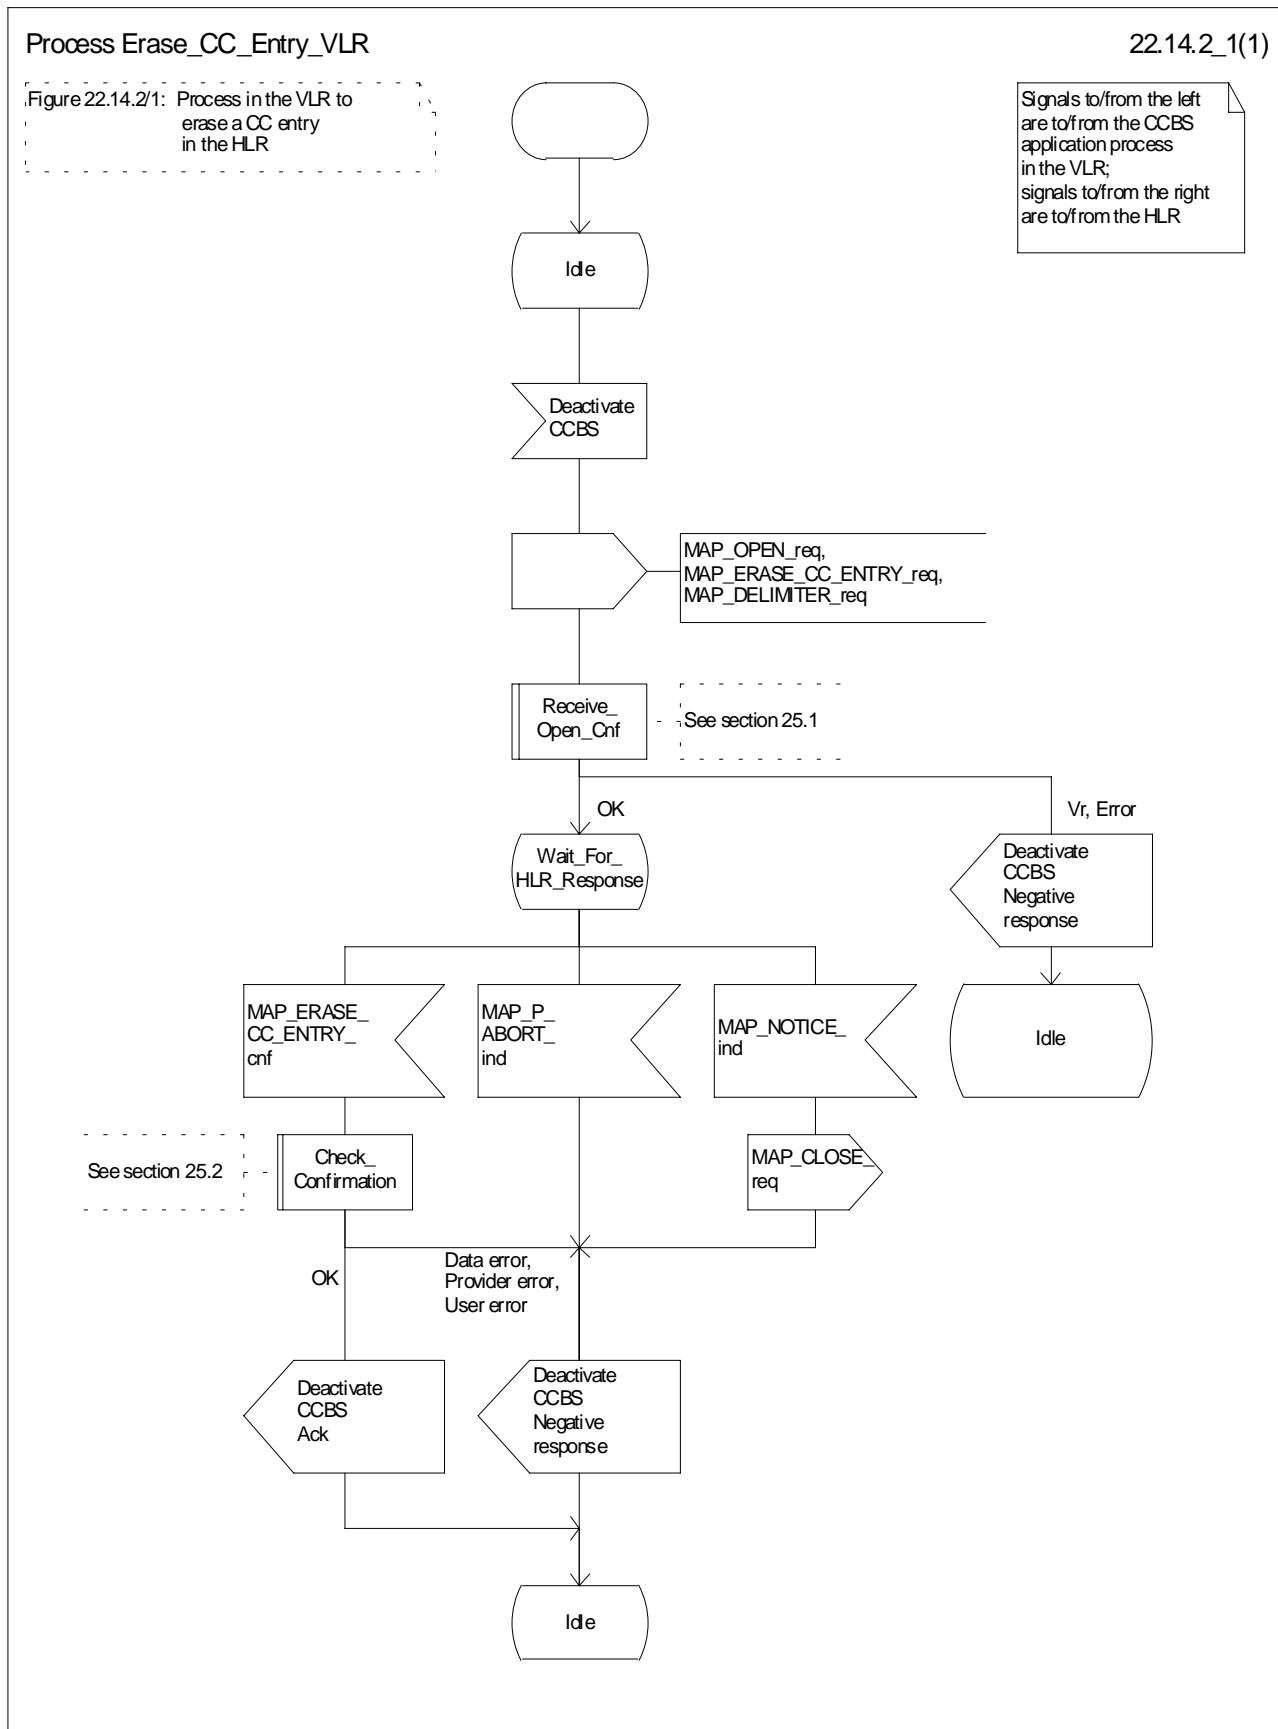 Process Erase_CC_Entry_VLR
22.14.2_1(1)
Figure 22.14.2/1: Process in the VLR to
erase a CC entry
in the HLR
Signals to/from the left
are to/from the CCBS
application process
in the VLR;
signals to/from the right
are to/from the HLR
Idle
Deactivate
CCBS
MAP_OPEN_req,
MAP_ERASE_CC_ENTRY_req,
MAP_DELIMITER_req
Receive_
Open_Cnf
See section 25.1
OK
Vr, Error
Wait_For_
HLR_Response
Deactivate
CCBS
Negative
response
MAP_ERASE_
CC_ENTRY_
cnf
MAP_P_
ABORT_
ind
MAP_NOTICE_
ind
Idle
See section 25.2
Check_
Confirmation
MAP_CLOSE_
req
OK
Data error,
Provider error,
User error
Deactivate
CCBS
Ack
Deactivate
CCBS
Negative
response
Idle